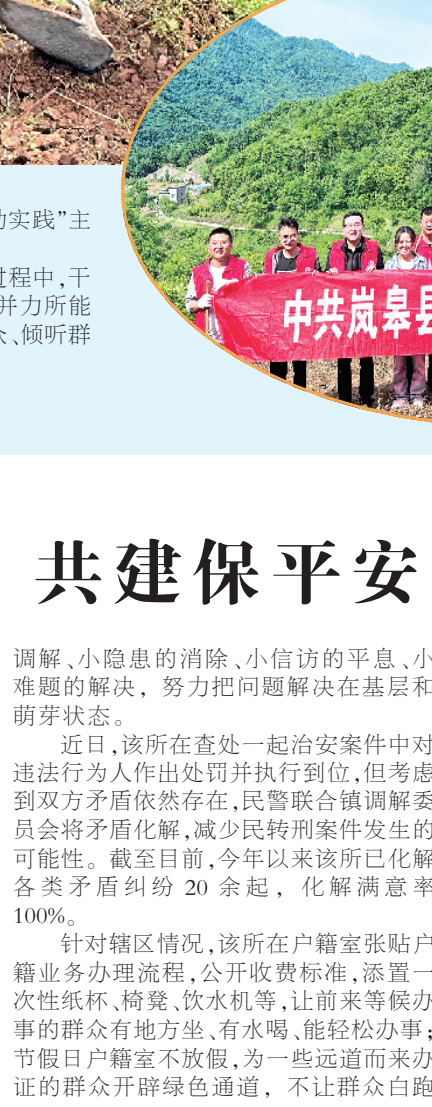 力实践”主
过程中，干
并力所能
众、倾听群
中共岚皋县
共建保平安
调解、小隐患的消除、小信访的平息、小
难题的解决，努力把问题解决在基层和
萌芽状态。
近日，该所在查处一起治安案件中对
违法行为人作出处罚并执行到位，但考虑
到双方矛盾依然存在，民警联合镇调解委
员会将矛盾化解，减少民转刑案件发生的
可能性。截至目前，今年以来该所已化解
各类矛盾纠纷 20 余起，化解满意率
100%。
针对辖区情况，该所在户籍室张贴户
籍业务办理流程，公开收费标准，添置一
次性纸杯、椅凳、饮水机等，让前来等候办
事的群众有地方坐、有水喝、能轻松办事；
节假日户籍室不放假，为一些远道而来办
证的群众开辟绿色通道，不让群众白跑